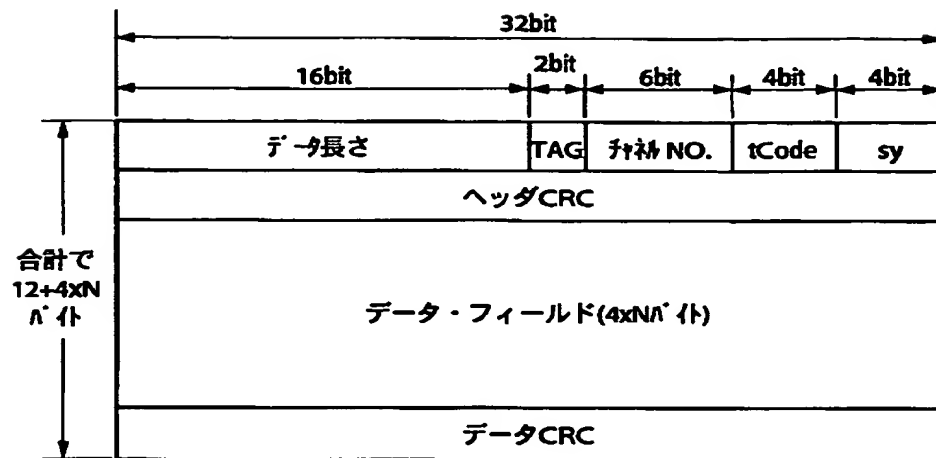 32bit
16bit
2bit
6bit
4bit
4bit
データ長さ
TAG
チャネル NO.
tCode
sy
ヘッダCRC
合計で
12+4xN
バイト
データ・フィールド(4xNバイト)
データCRC